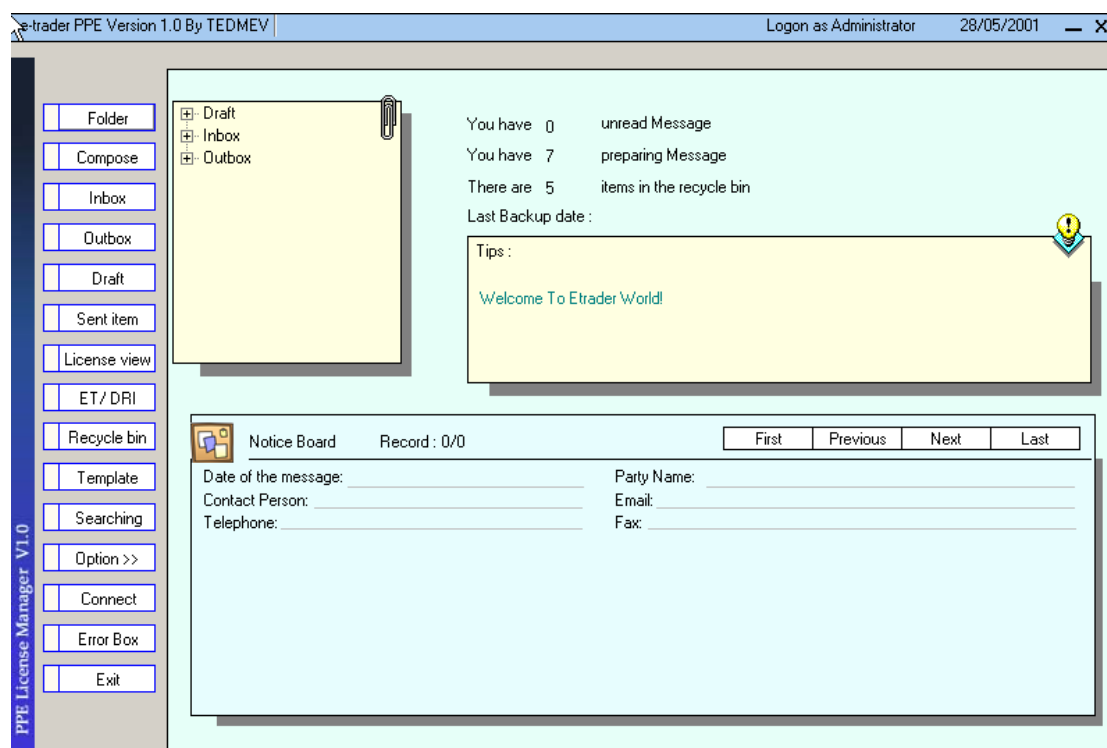 e-trader PPE Version 1.0 By TEDMEV Logon as Administrator 28/05/2001
PPE License Manager V1.0
Folder
Compose
Inbox
Outbox
Draft
Sent item
License view
ET/ DRI
Recycle bin
Template
Searching
Option >>
Connect
Error Box
Exit
Draft
Inbox
Outbox
You have 0 unread Message
You have 7 preparing Message
There are 5 items in the recycle bin
Last Backup date :
Tips :
Welcome To Etrader World!
Notice Board Record : 0/0 First Previous Next Last
Date of the message: Party Name:
Contact Person: Email:
Telephone: Fax: